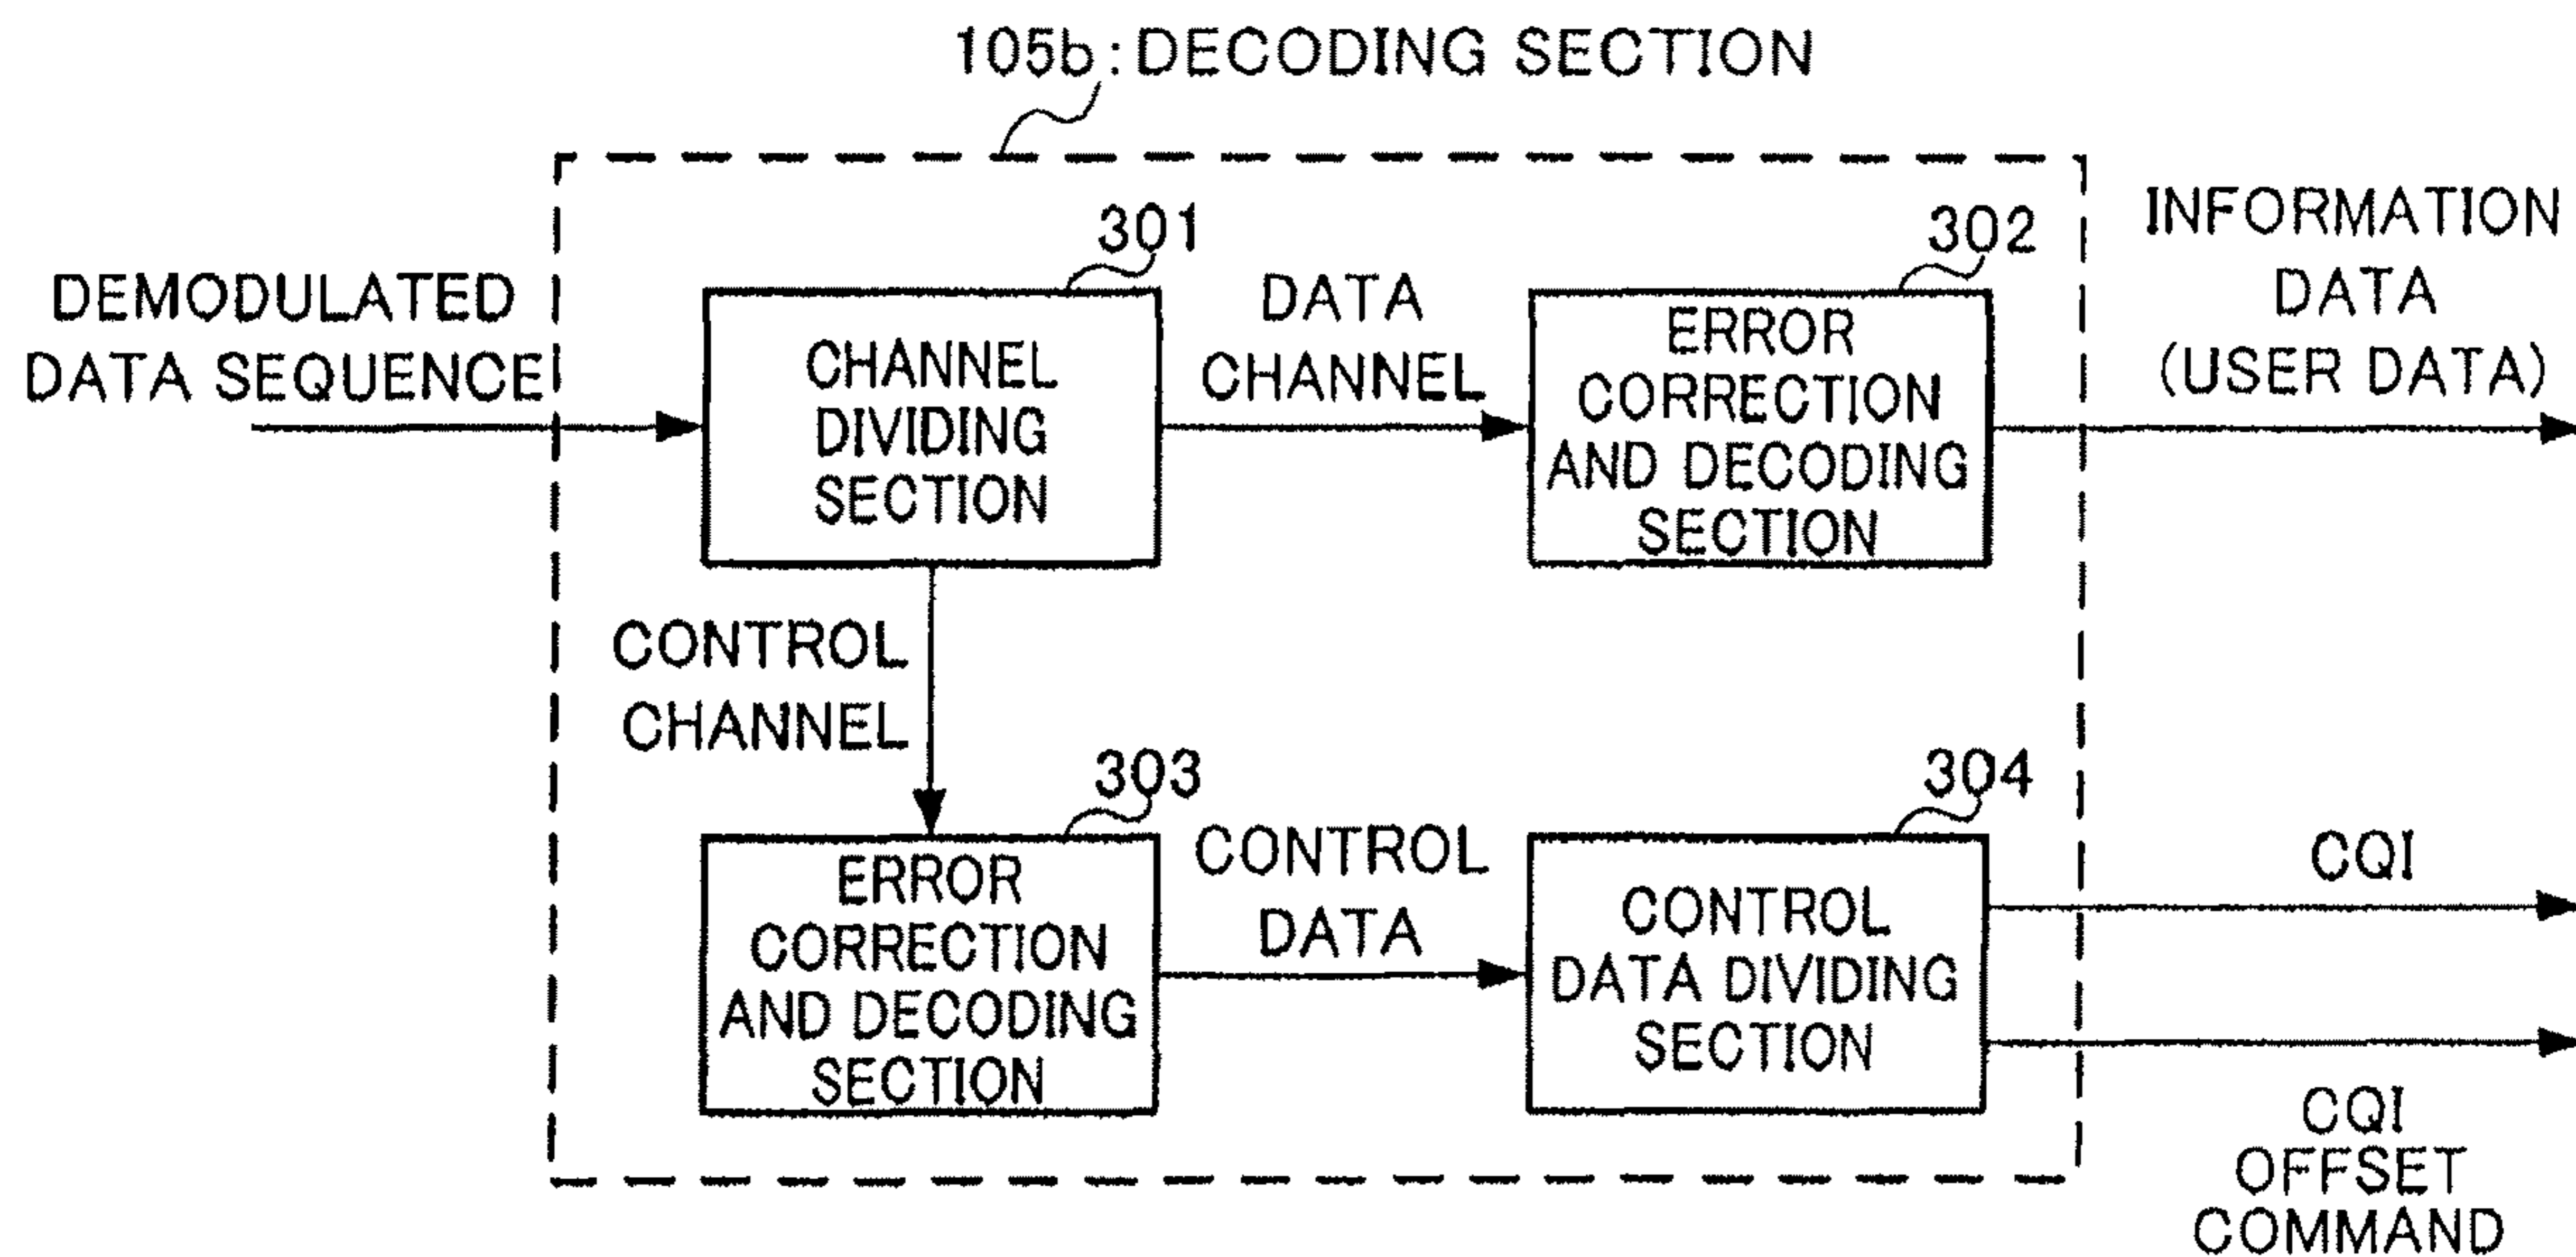 105b: DECODING SECTION
DEMODULATED
DATA SEQUENCE
301
CHANNEL
DIVIDING
SECTION
DATA
CHANNEL
302
ERROR
CORRECTION
AND DECODING
SECTION
INFORMATION
DATA
(USER DATA)
CONTROL
CHANNEL
303
ERROR
CORRECTION
AND DECODING
SECTION
CONTROL
DATA
304
CONTROL
DATA DIVIDING
SECTION
CQI
CQI
OFFSET
COMMAND